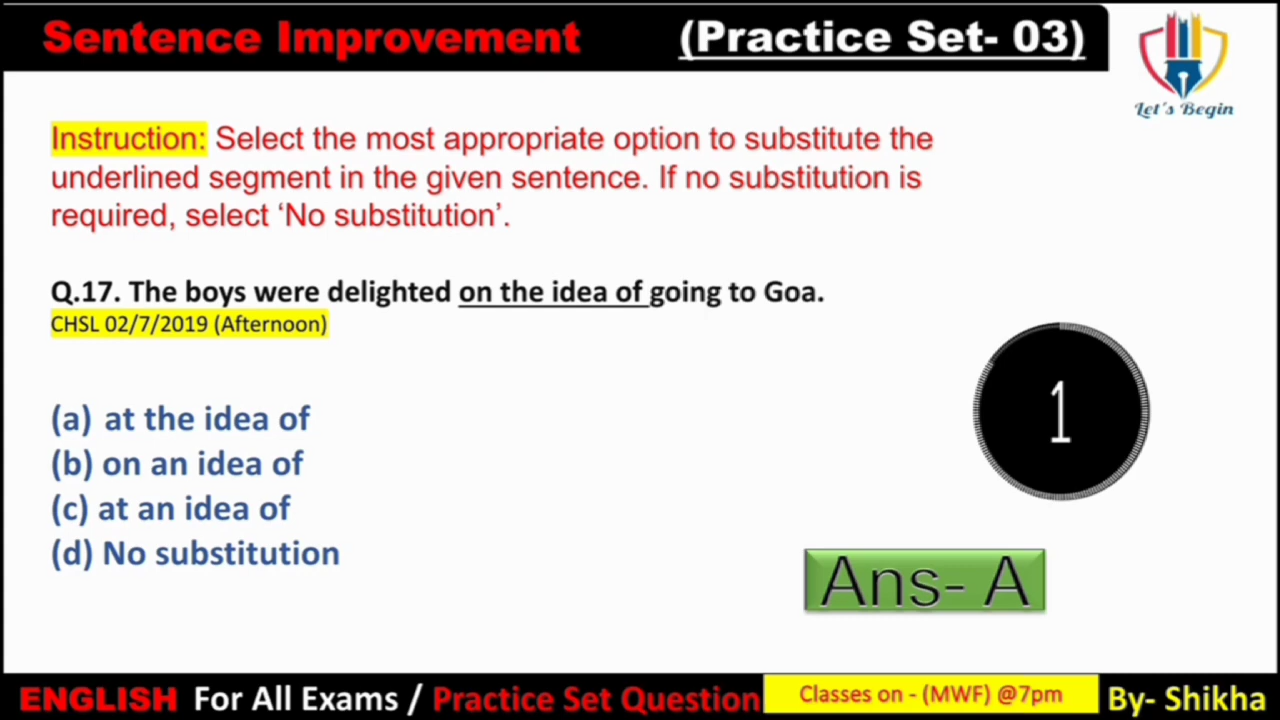 Sentence Improvement (Practice Set- 03)
Let's Begin
Instruction: Select the most appropriate option to substitute the
underlined segment in the given sentence. If no substitution is
required, select ‘No substitution’.
Q.17. The boys were delighted on the idea of going to Goa.
CHSL 02/7/2019 (Afternoon)
(a) at the idea of
(b) on an idea of
(c) at an idea of
(d) No substitution
1
Ans- A
ENGLISH For All Exams / Practice Set Question Classes on - (MWF) @7pm By- Shikha